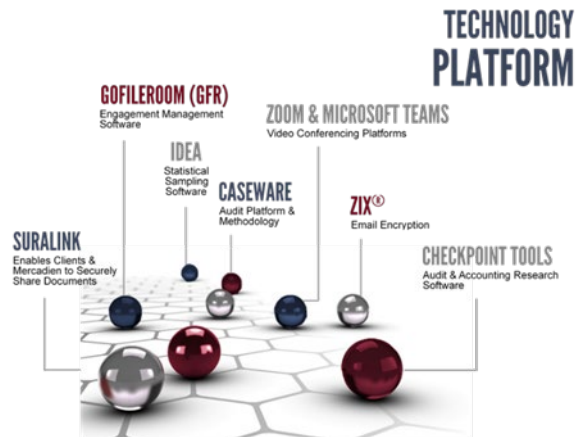 TECHNOLOGY
PLATFORM
GOFILEROOM (GFR)
Engagement Management
Software
ZOOM & MICROSOFT TEAMS
Video Conferencing Platforms
IDEA
Statistical
Sampling
Software
CASEWARE
Audit Platform &
Methodology
ZIX®
Email Encryption
SURALINK
Enables Clients &
Mercadien to Securely
Share Documents
CHECKPOINT TOOLS
Audit & Accounting Research
Software